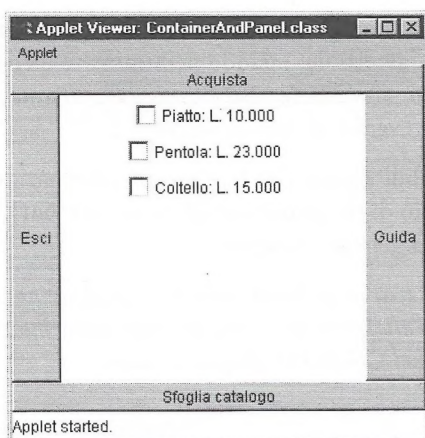 Applet Viewer: ContainerAndPanel.class
Applet
Acquista
Piatto: L. 10.000
Pentola: L. 23.000
Coltello: L. 15.000
Esci
Guida
Sfoglia catalogo
Applet started.